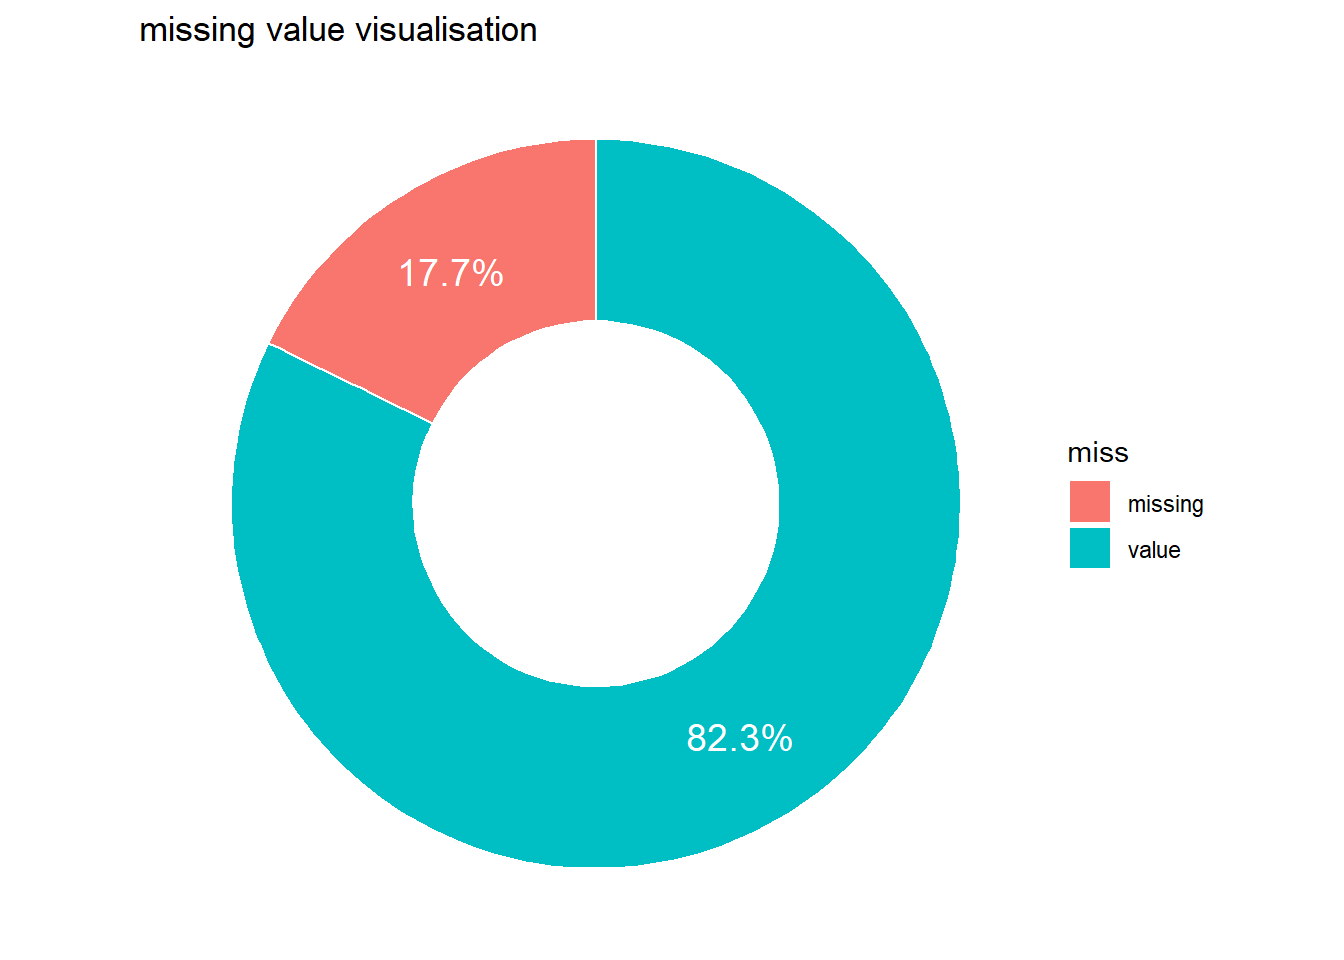 missing value visualisation
17.7%
82.3%
miss
missing
value